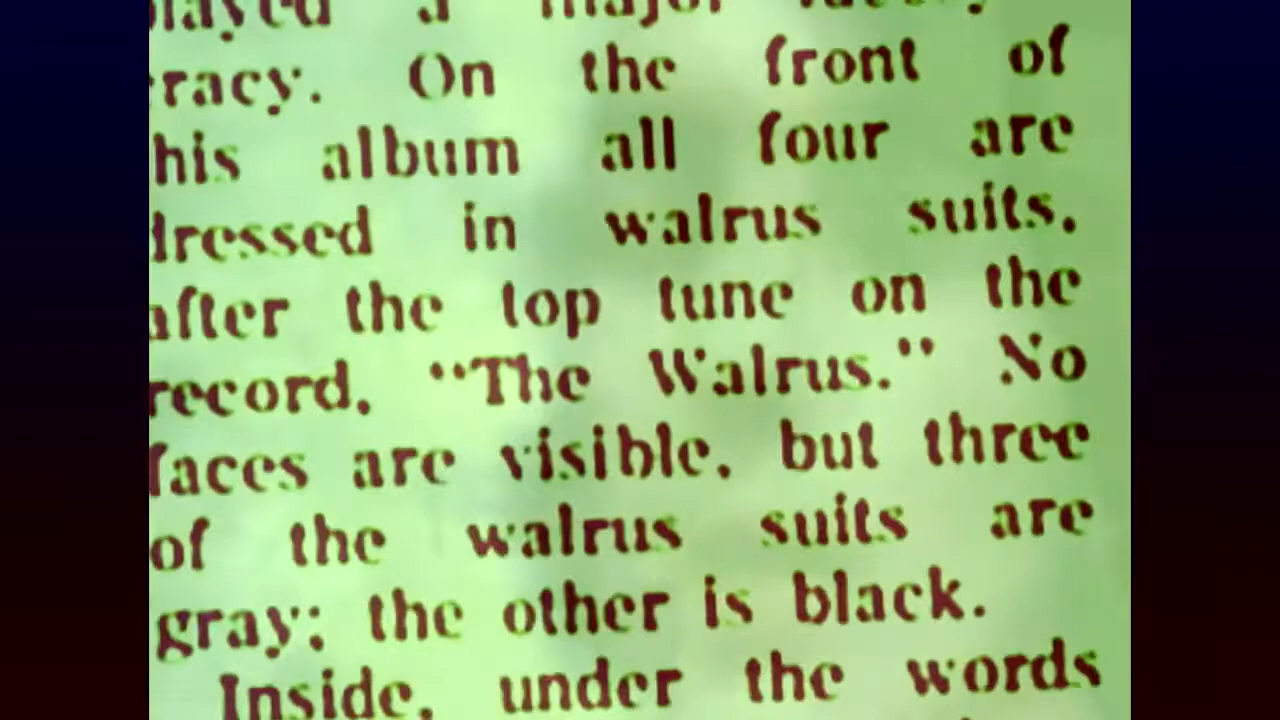 played a major
racy. On the front of
his album all four are
dressed in walrus suits,
after the top tune on the
record, “The Walrus.” No
faces are visible, but three
of the walrus suits are
gray; the other is black.
Inside, under the words